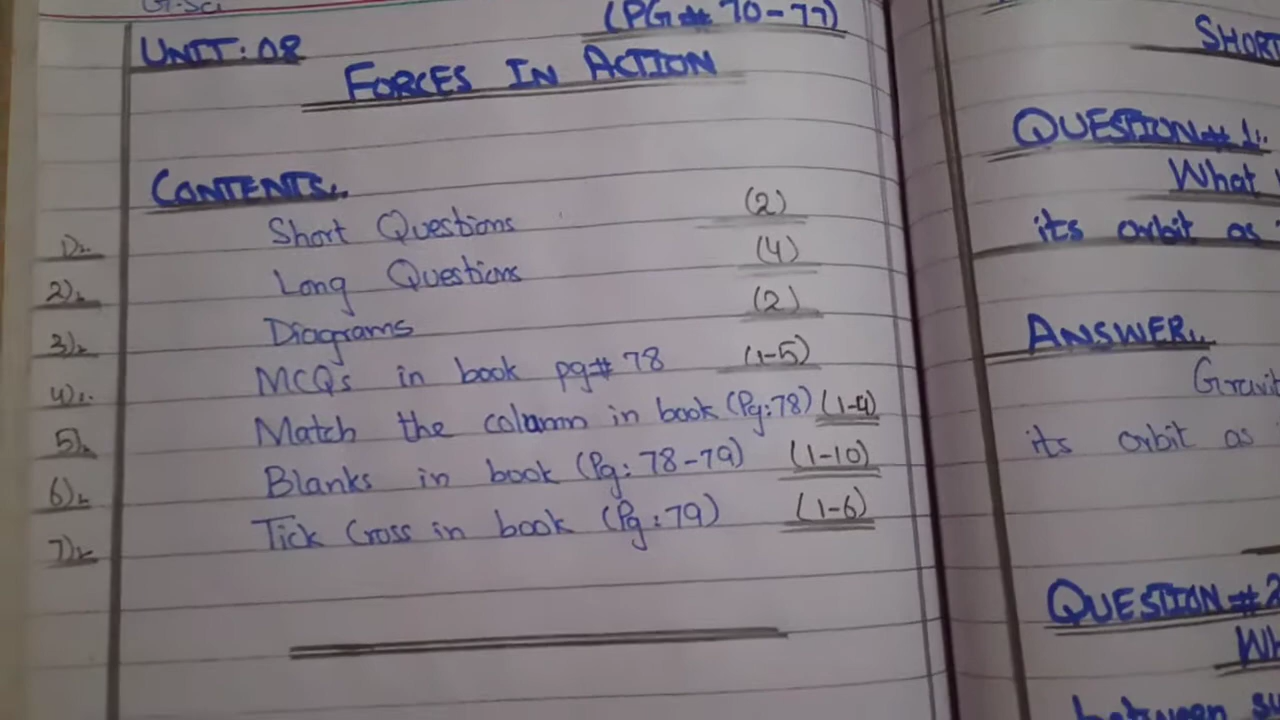 G.Sci
(PG# 70-77)
UNIT:08
FORCES IN ACTION
CONTENTS:.
1):. Short Questions (2)
2):. Long Questions (4)
3):. Diagrams (2)
4):. MCQs in book pg# 78 (1-5)
5):. Match the column in book (Pg:78) (1-4)
6):. Blanks in book (Pg: 78-79) (1-10)
7):. Tick Cross in book (Pg:79) (1-6)
SHORT
QUESTION# 1:.
What
its orbit as
ANSWER:.
its orbit as
QUESTION# 2
between